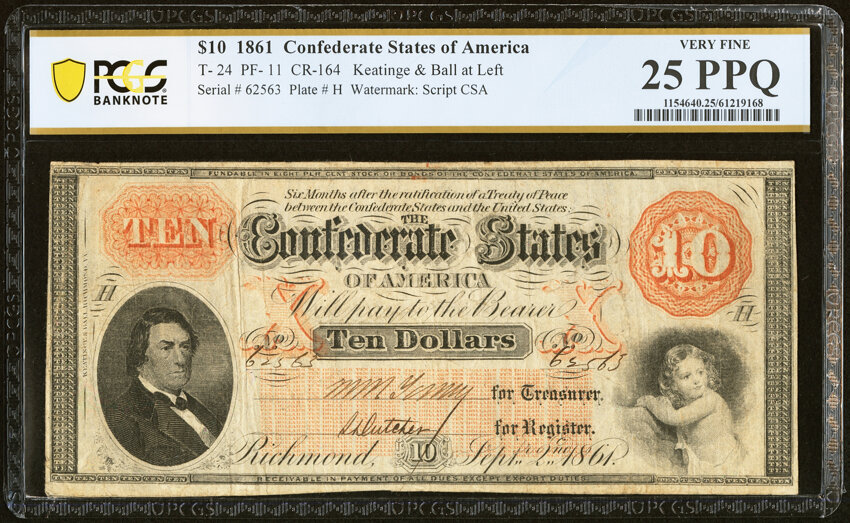 $10 1861 Confederate States of America
T- 24 PF- 11 CR-164 Keatinge & Ball at Left
Serial # 62563 Plate # H Watermark: Script CSA
PCGS
BANKNOTE
VERY FINE
25 PPQ
1154640.25/61219168
FUNDABLE IN EIGHT PER CENT STOCK OR BONDS OF THE CONFEDERATE STATES OF AMERICA
Six Months after the ratification of a Treaty of Peace
between the Confederate States and the United States:
THE
TEN
Confederate States
10
OF AMERICA
H
Will pay to the Bearer
H
Ten Dollars
No
62563
No
62563
for Treasurer.
for Register.
Richmond, 10 Sept. 2, 1861.
RECEIVABLE IN PAYMENT OF ALL DUES EXCEPT EXPORT DUTIES